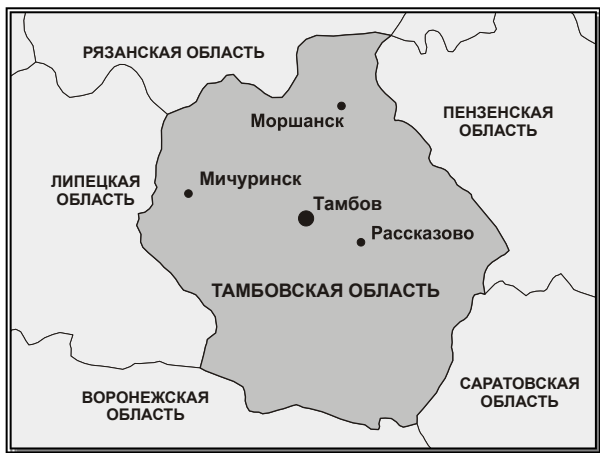 РЯЗАНСКАЯ ОБЛАСТЬ
ПЕНЗЕНСКАЯ
ОБЛАСТЬ
Моршанск
ЛИПЕЦКАЯ
ОБЛАСТЬ
Мичуринск
Тамбов
Рассказово
ТАМБОВСКАЯ ОБЛАСТЬ
ВОРОНЕЖСКАЯ
ОБЛАСТЬ
САРАТОВСКАЯ
ОБЛАСТЬ